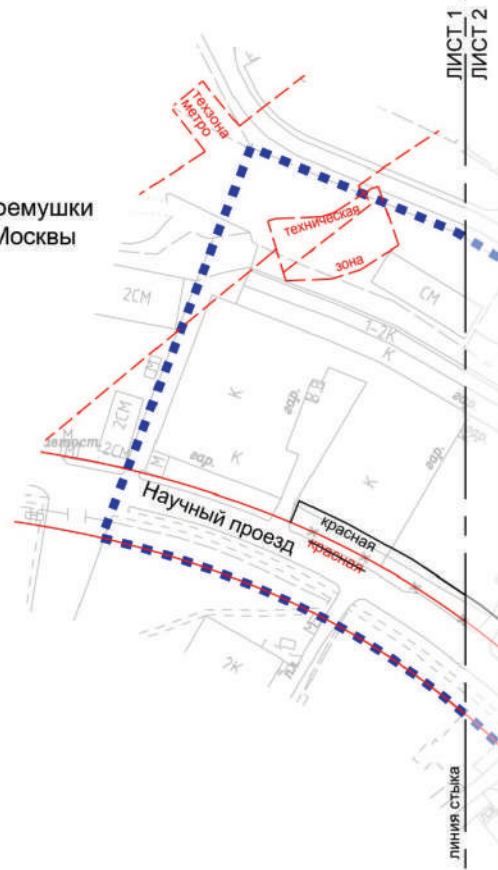 ЛИСТ 1
ЛИСТ 2
техзона
метро
ремушки
Москвы
техническая
зона
2СМ
СМ
1-2К
К
М
К
гар.
В.В.
2СМ
М
2СМ
М
гар.
К
К
гар.
Научный проезд
красная
красная
М
2К
П
линия стыка